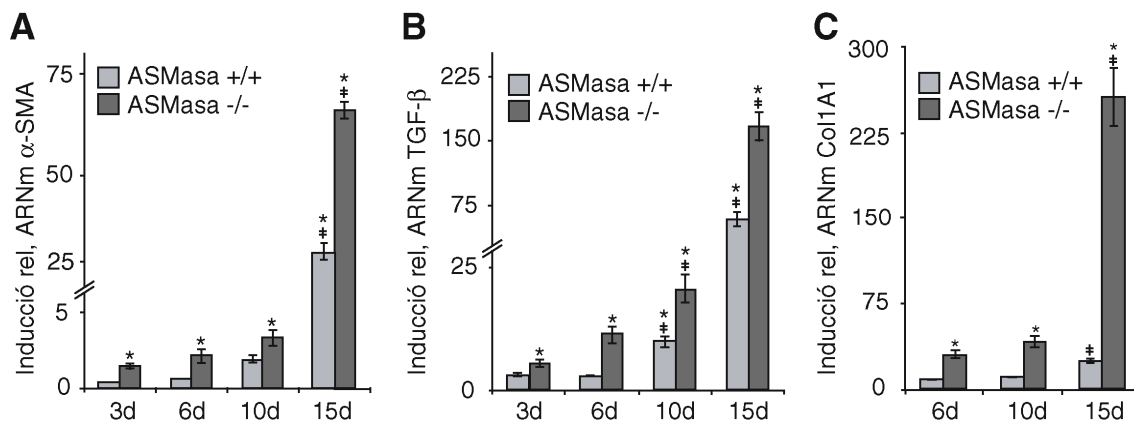 A
Inducció rel, ARNm α-SMA
ASMasa +/+
ASMasa -/-
75
50
25
5
0
* ‡
* ‡
*
*
*
3d 6d 10d 15d
B
Inducció rel, ARNm TGF-β
ASMasa +/+
ASMasa -/-
225
150
75
25
0
* ‡
* ‡
* ‡
* ‡
*
*
3d 6d 10d 15d
C
Inducció rel, ARNm Col1A1
ASMasa +/+
ASMasa -/-
300
225
150
75
0
* ‡
‡
*
*
6d 10d 15d